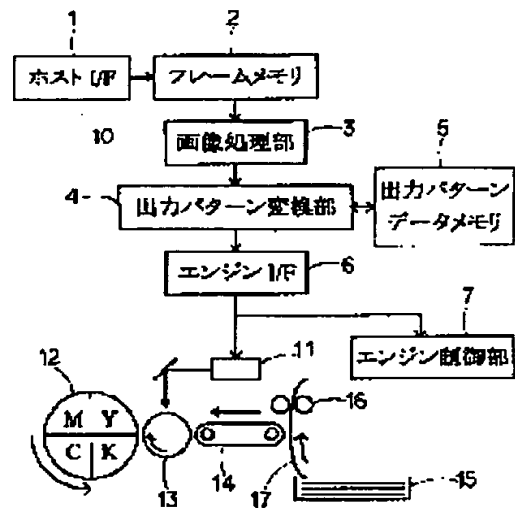 1
2
ホスト I/F
フレームメモリ
10
画像処理部
3
5
4
出力パターン変換部
出力パターン
データメモリ
エンジン I/F
6
7
エンジン制御部
11
12
16
M Y
C K
13
14
17
15